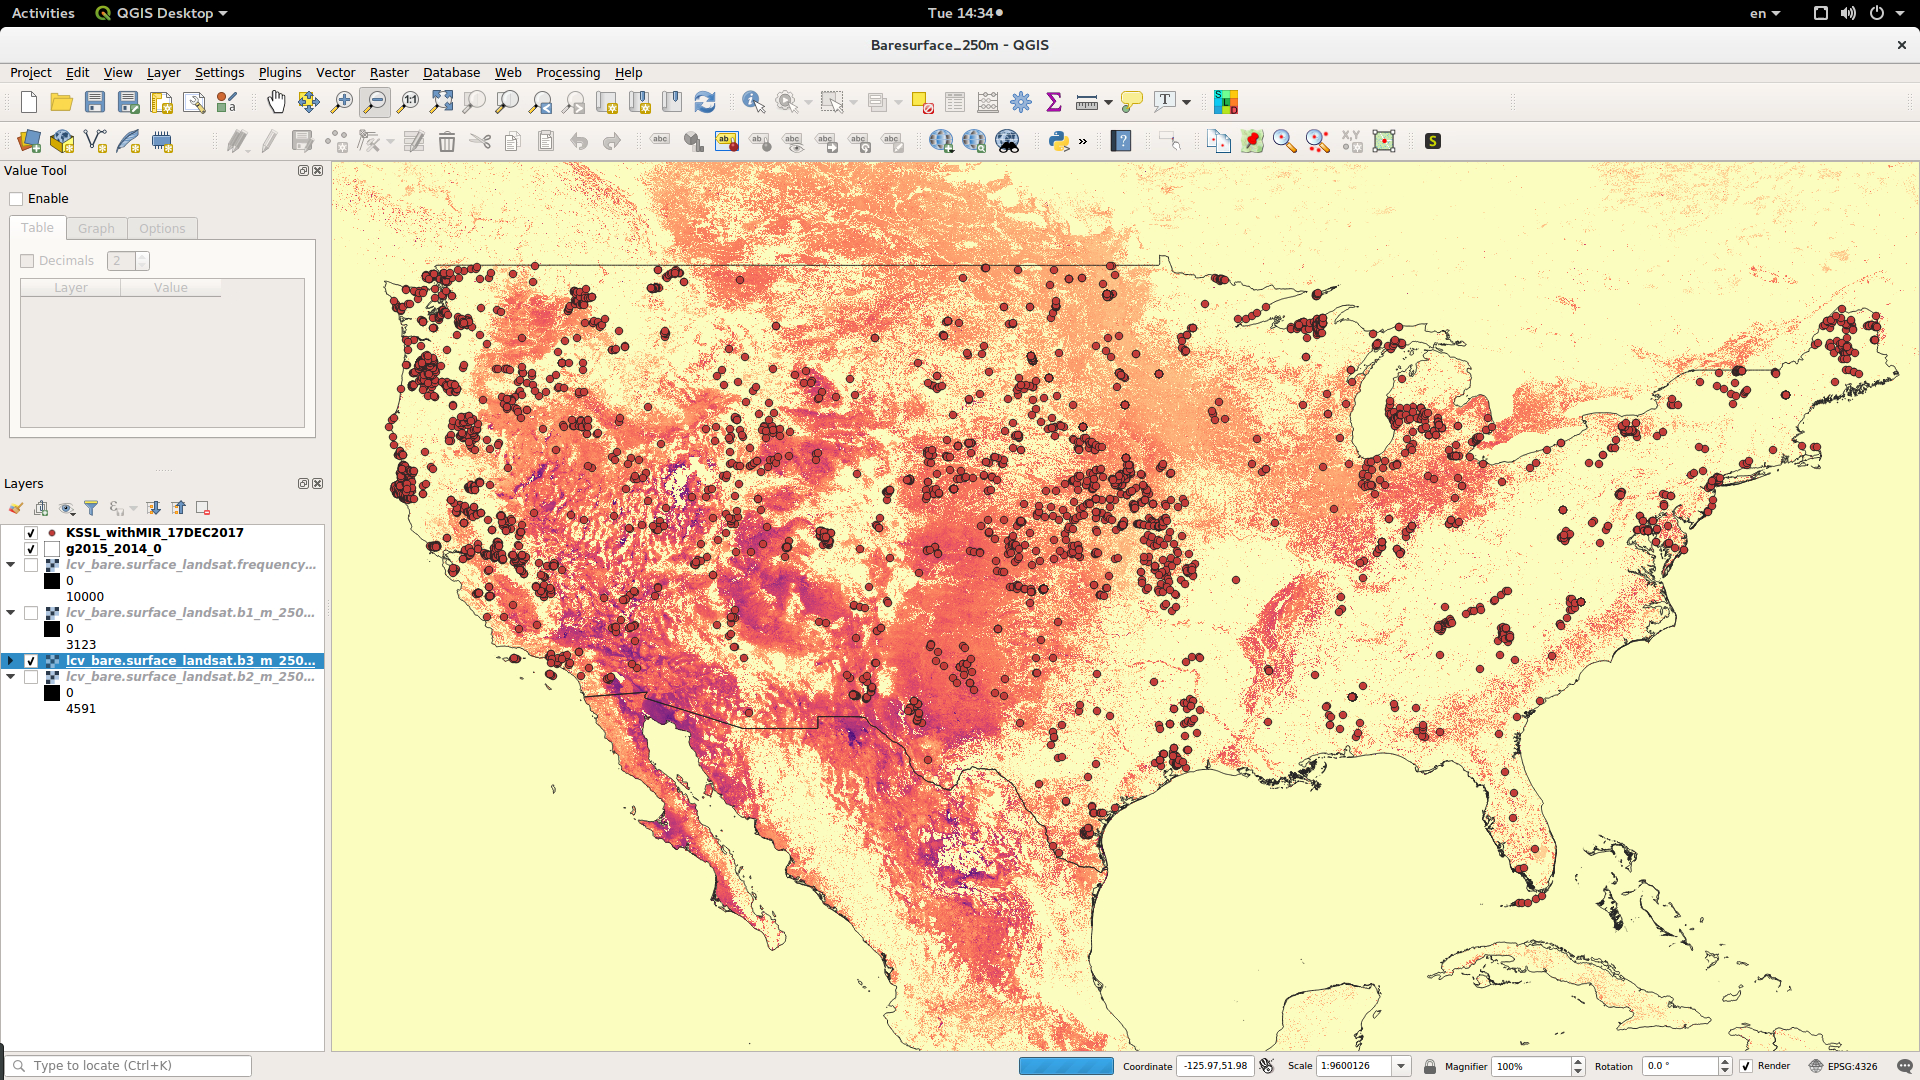 Activities QGIS Desktop Tue 14:34 en
Baresurface_250m - QGIS
Project Edit View Layer Settings Plugins Vector Raster Database Web Processing Help
Value Tool
Enable
Table Graph Options
Decimals 2
Layer Value
Layers
KSSL_withMIR_17DEC2017
g2015_2014_0
lcv_bare.surface_landsat.frequency...
0
10000
lcv_bare.surface_landsat.b1_m_250...
0
3123
lcv_bare.surface_landsat.b3_m_250...
lcv_bare.surface_landsat.b2_m_250...
0
4591
Type to locate (Ctrl+K) Coordinate -125.97,51.98 Scale 1:9600126 Magnifier 100% Rotation 0.0 ° Render EPSG:4326